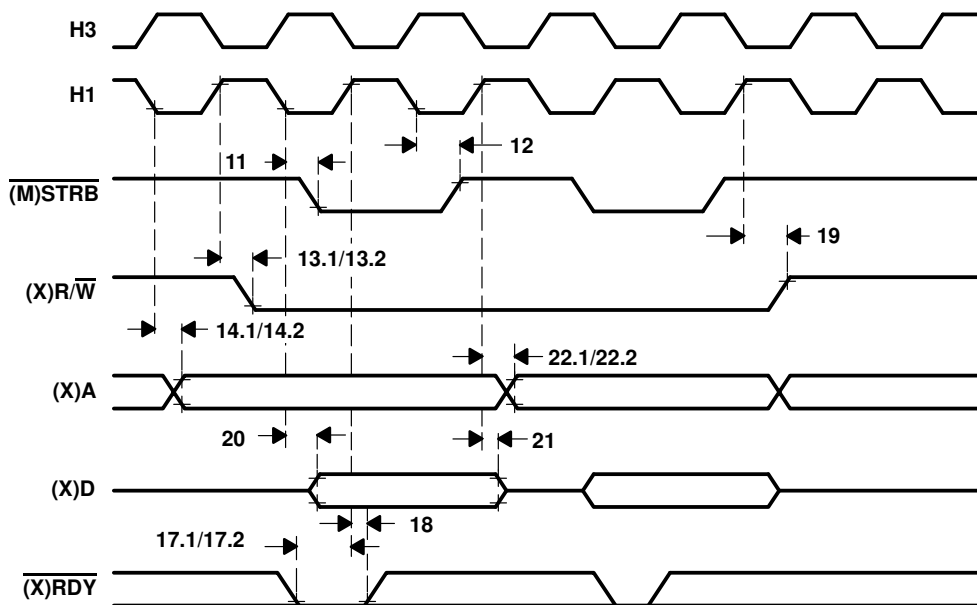 H3
H1
11
12
(M)STRB
19
13.1/13.2
(X)R/W
14.1/14.2
22.1/22.2
(X)A
20
21
(X)D
18
17.1/17.2
(X)RDY